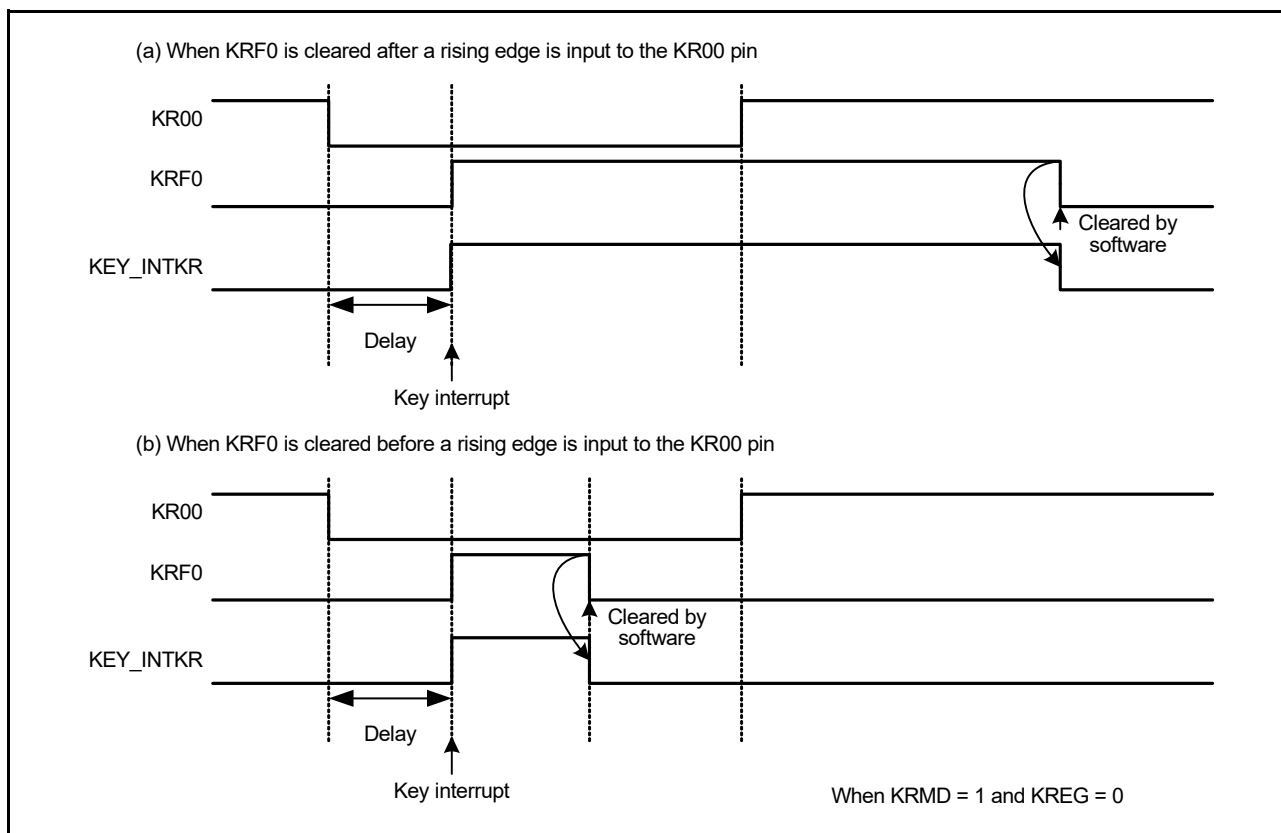 (a) When KRF0 is cleared after a rising edge is input to the KR00 pin
KR00
KRF0
Cleared by
software
KEY_INTKR
Delay
Key interrupt
(b) When KRF0 is cleared before a rising edge is input to the KR00 pin
KR00
KRF0
Cleared by
software
KEY_INTKR
Delay
Key interrupt
When KRMD = 1 and KREG = 0